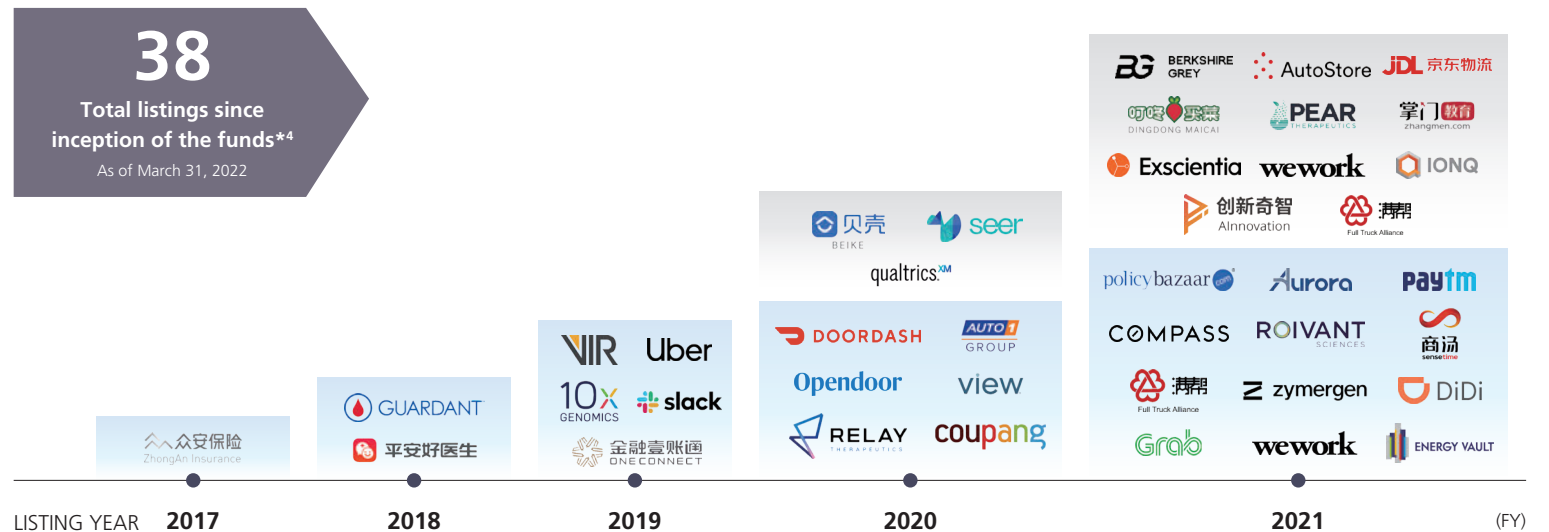 38
Total listings since
inception of the funds*4
As of March 31, 2022
BG BERKSHIRE GREY
AutoStore
JDL 京东物流
叮咚买菜
DINGDONG MAICAI
PEAR
THERAPEUTICS
掌门教育
zhangmen.com
Exscientia
wework
IONQ
创新奇智
AInnovation
满帮
Full Truck Alliance
贝壳
BEIKE
seer
qualtrics.XM
policybazaar.com
Aurora
paytm
COMPASS
ROIVANT
SCIENCES
商汤
sensetime
满帮
Full Truck Alliance
zymergen
DiDi
Grab
wework
ENERGY VAULT
DOORDASH
AUTO1
GROUP
Opendoor
view
RELAY
THERAPEUTICS
coupang
VIR
Uber
10X
GENOMICS
slack
金融壹账通
ONECONNECT
GUARDANT
平安好医生
众安保险
ZhongAn Insurance
LISTING YEAR 2017 2018 2019 2020 2021 (FY)